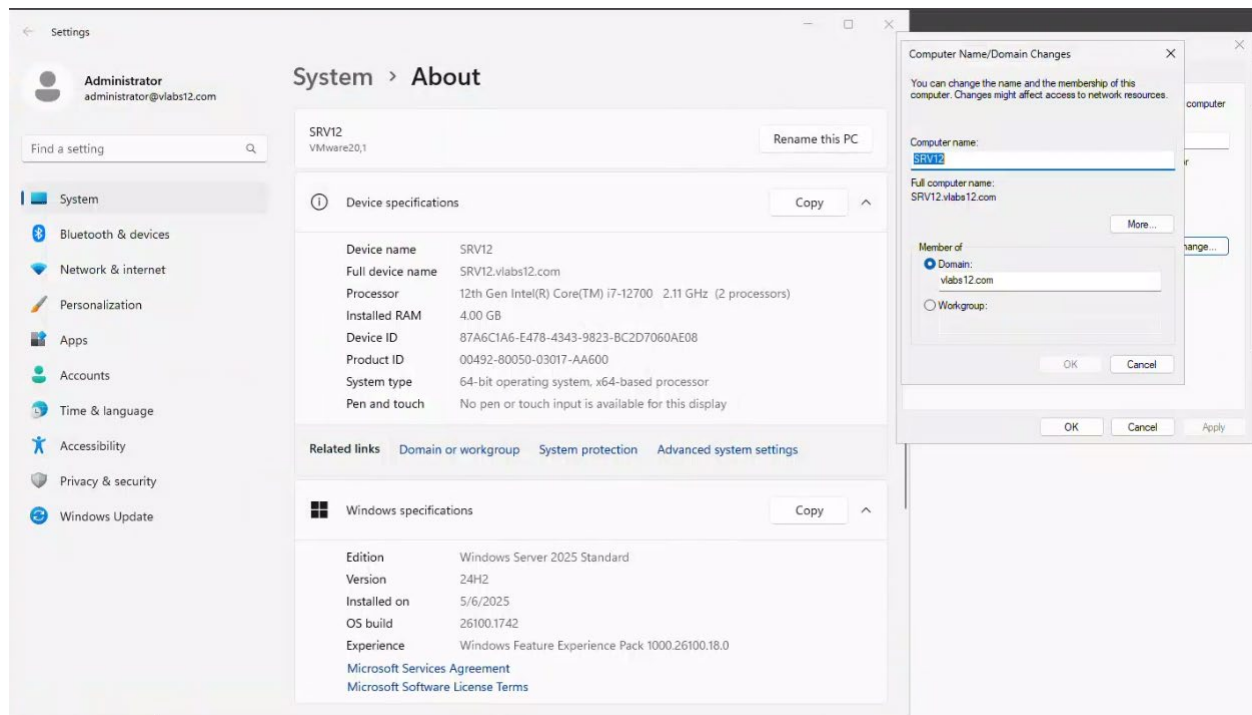 Settings
Administrator
administrator@vlabs12.com
Find a setting
System
Bluetooth & devices
Network & internet
Personalization
Apps
Accounts
Time & language
Accessibility
Privacy & security
Windows Update
System > About
SRV12
VMware20,1
Rename this PC
Device specifications
Copy
Device name SRV12
Full device name SRV12.vlabs12.com
Processor 12th Gen Intel(R) Core(TM) i7-12700 2.11 GHz (2 processors)
Installed RAM 4.00 GB
Device ID 87A6C1A6-E478-4343-9823-BC2D7060AE08
Product ID 00492-80050-03017-AA600
System type 64-bit operating system, x64-based processor
Pen and touch No pen or touch input is available for this display
Related links Domain or workgroup System protection Advanced system settings
Windows specifications
Copy
Edition Windows Server 2025 Standard
Version 24H2
Installed on 5/6/2025
OS build 26100.1742
Experience Windows Feature Experience Pack 1000.26100.18.0
Microsoft Services Agreement
Microsoft Software License Terms
Computer Name/Domain Changes
You can change the name and the membership of this
computer. Changes might affect access to network resources.
Computer name:
SRV12
Full computer name:
SRV12.vlabs12.com
More...
Member of
Domain:
vlabs12.com
Workgroup:
OK Cancel
computer
r
hange...
OK Cancel Apply